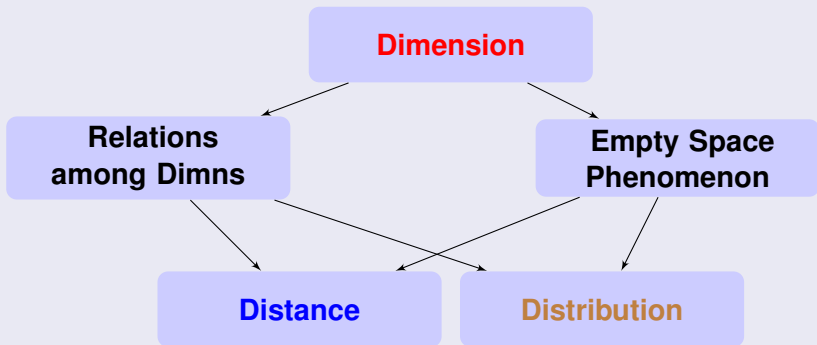 Dimension
Relations
among Dimns
Empty Space
Phenomenon
Distance
Distribution